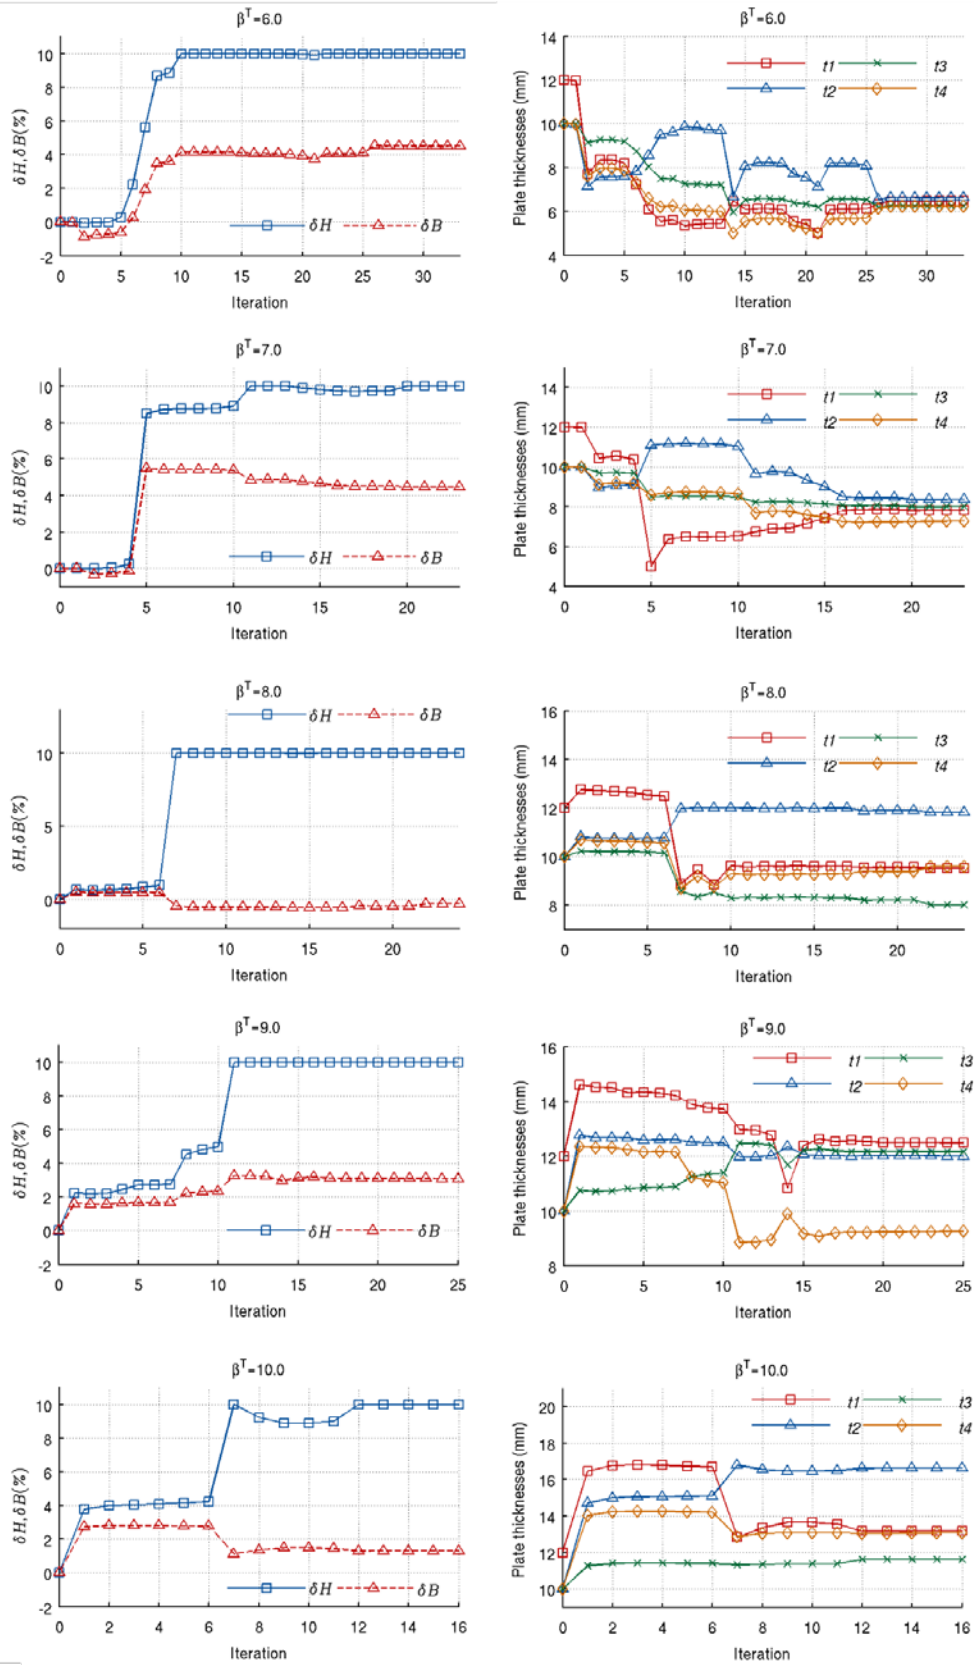 β^T=6.0
10
8
6
4
2
0
-2
δH,δB(%)
δH δB
0 5 10 15 20 25 30
Iteration
β^T=6.0
14
12
10
8
6
4
Plate thicknesses (mm)
t1 t3
t2 t4
0 5 10 15 20 25 30
Iteration
β^T=7.0
10
8
6
4
2
0
δH,δB(%)
δH δB
0 5 10 15 20
Iteration
β^T=7.0
14
12
10
8
6
4
Plate thicknesses (mm)
t1 t3
t2 t4
0 5 10 15 20
Iteration
β^T=8.0
δH δB
10
5
0
δH,δB(%)
0 5 10 15 20
Iteration
β^T=8.0
16
14
12
10
8
Plate thicknesses (mm)
t1 t3
t2 t4
0 5 10 15 20
Iteration
β^T=9.0
10
8
6
4
2
0
-2
δH,δB(%)
δH δB
0 5 10 15 20 25
Iteration
β^T=9.0
16
14
12
10
8
Plate thicknesses (mm)
t1 t3
t2 t4
0 5 10 15 20 25
Iteration
β^T=10.0
10
8
6
4
2
0
-2
δH,δB(%)
δH δB
0 2 4 6 8 10 12 14 16
Iteration
β^T=10.0
20
18
16
14
12
10
Plate thicknesses (mm)
t1 t3
t2 t4
0 2 4 6 8 10 12 14 16
Iteration